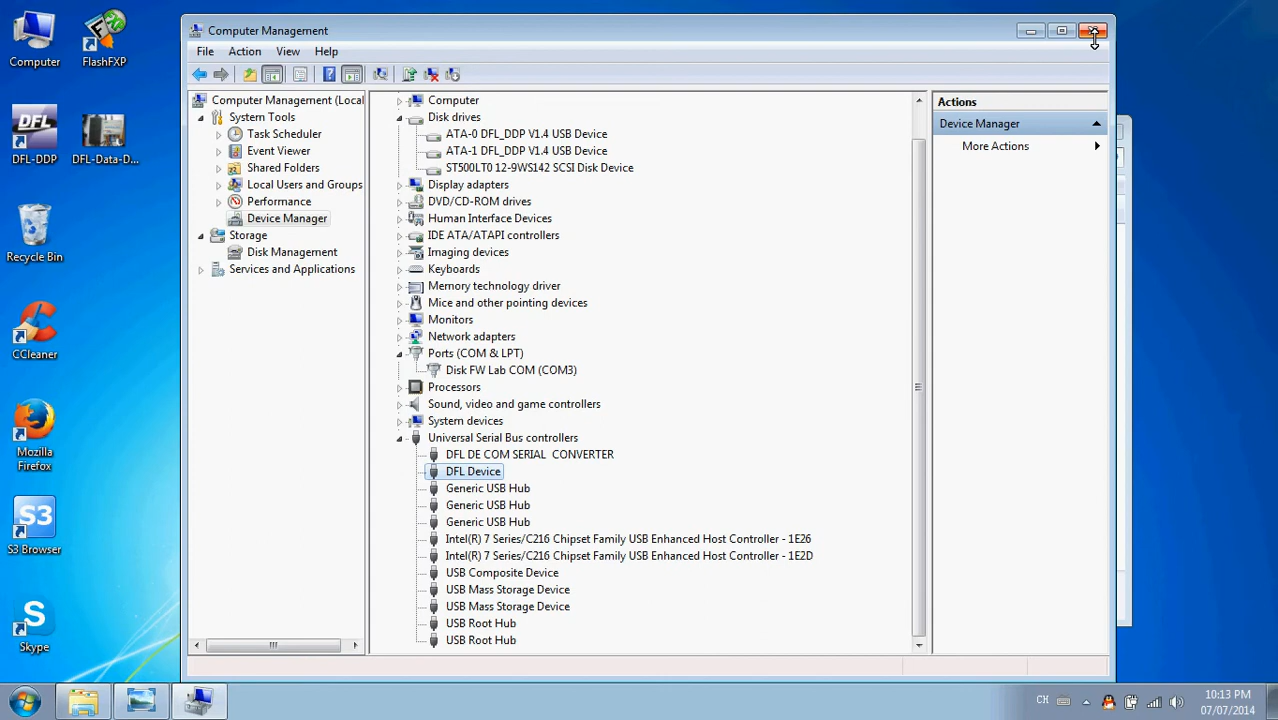 Computer Management
File Action View Help
Computer
FlashFXP
DFL
DFL-DDP
DFL-Data-D...
Recycle Bin
CCleaner
Mozilla
Firefox
S3
S3 Browser
S
Skype
Computer Management (Local
System Tools
Task Scheduler
Event Viewer
Shared Folders
Local Users and Groups
Performance
Device Manager
Storage
Disk Management
Services and Applications
Computer
Disk drives
ATA-0 DFL_DDP V1.4 USB Device
ATA-1 DFL_DDP V1.4 USB Device
ST500LT0 12-9WS142 SCSI Disk Device
Display adapters
DVD/CD-ROM drives
Human Interface Devices
IDE ATA/ATAPI controllers
Imaging devices
Keyboards
Memory technology driver
Mice and other pointing devices
Monitors
Network adapters
Ports (COM & LPT)
Disk FW Lab COM (COM3)
Processors
Sound, video and game controllers
System devices
Universal Serial Bus controllers
DFL DE COM SERIAL CONVERTER
DFL Device
Generic USB Hub
Generic USB Hub
Generic USB Hub
Intel(R) 7 Series/C216 Chipset Family USB Enhanced Host Controller - 1E26
Intel(R) 7 Series/C216 Chipset Family USB Enhanced Host Controller - 1E2D
USB Composite Device
USB Mass Storage Device
USB Mass Storage Device
USB Root Hub
USB Root Hub
Actions
Device Manager
More Actions
CH
10:13 PM
07/07/2014